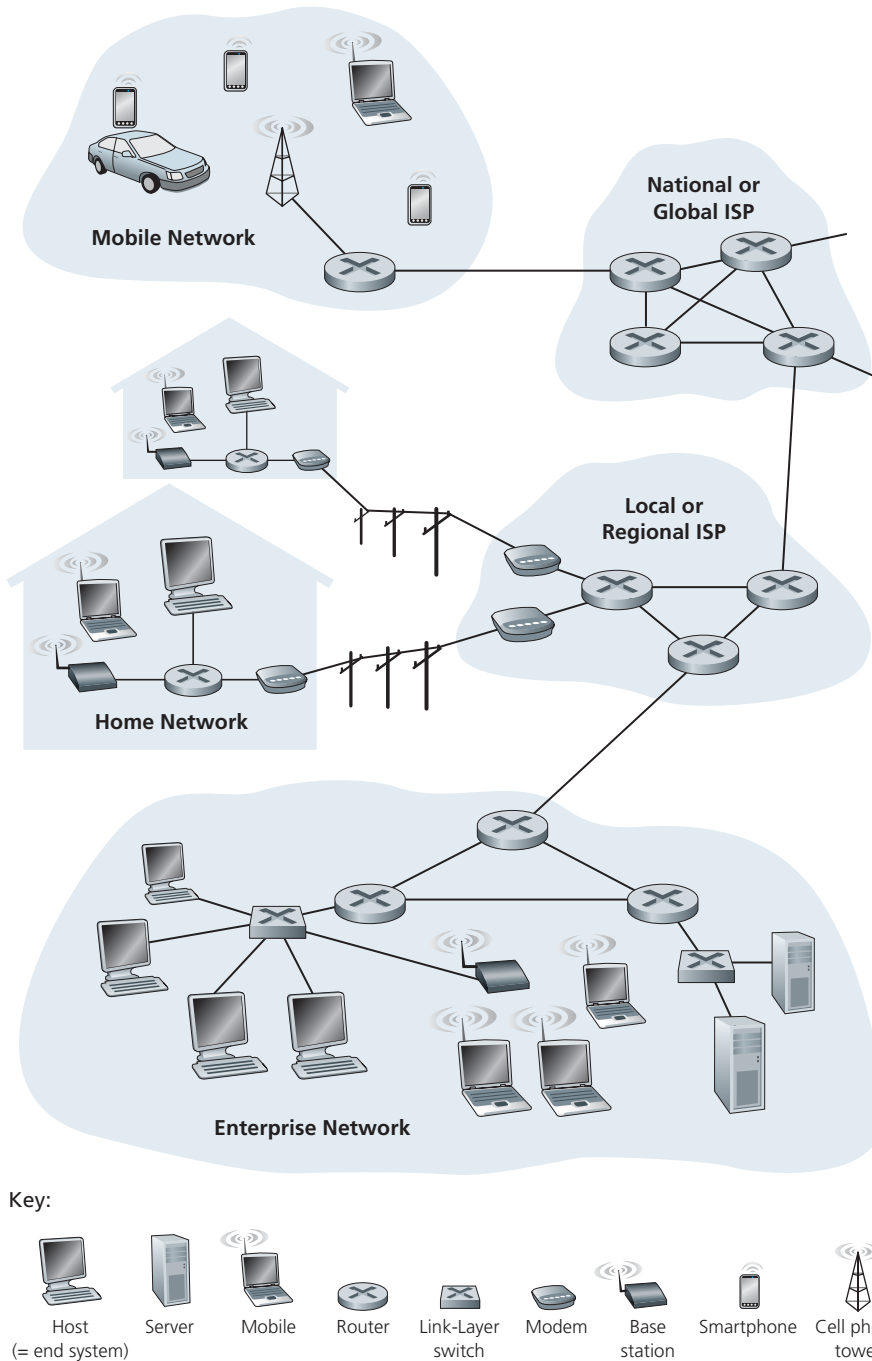 Mobile Network
National or
Global ISP
Local or
Regional ISP
Home Network
Enterprise Network
Key:
Host
(= end system)
Server
Mobile
Router
Link-Layer
switch
Modem
Base
station
Smartphone
Cell